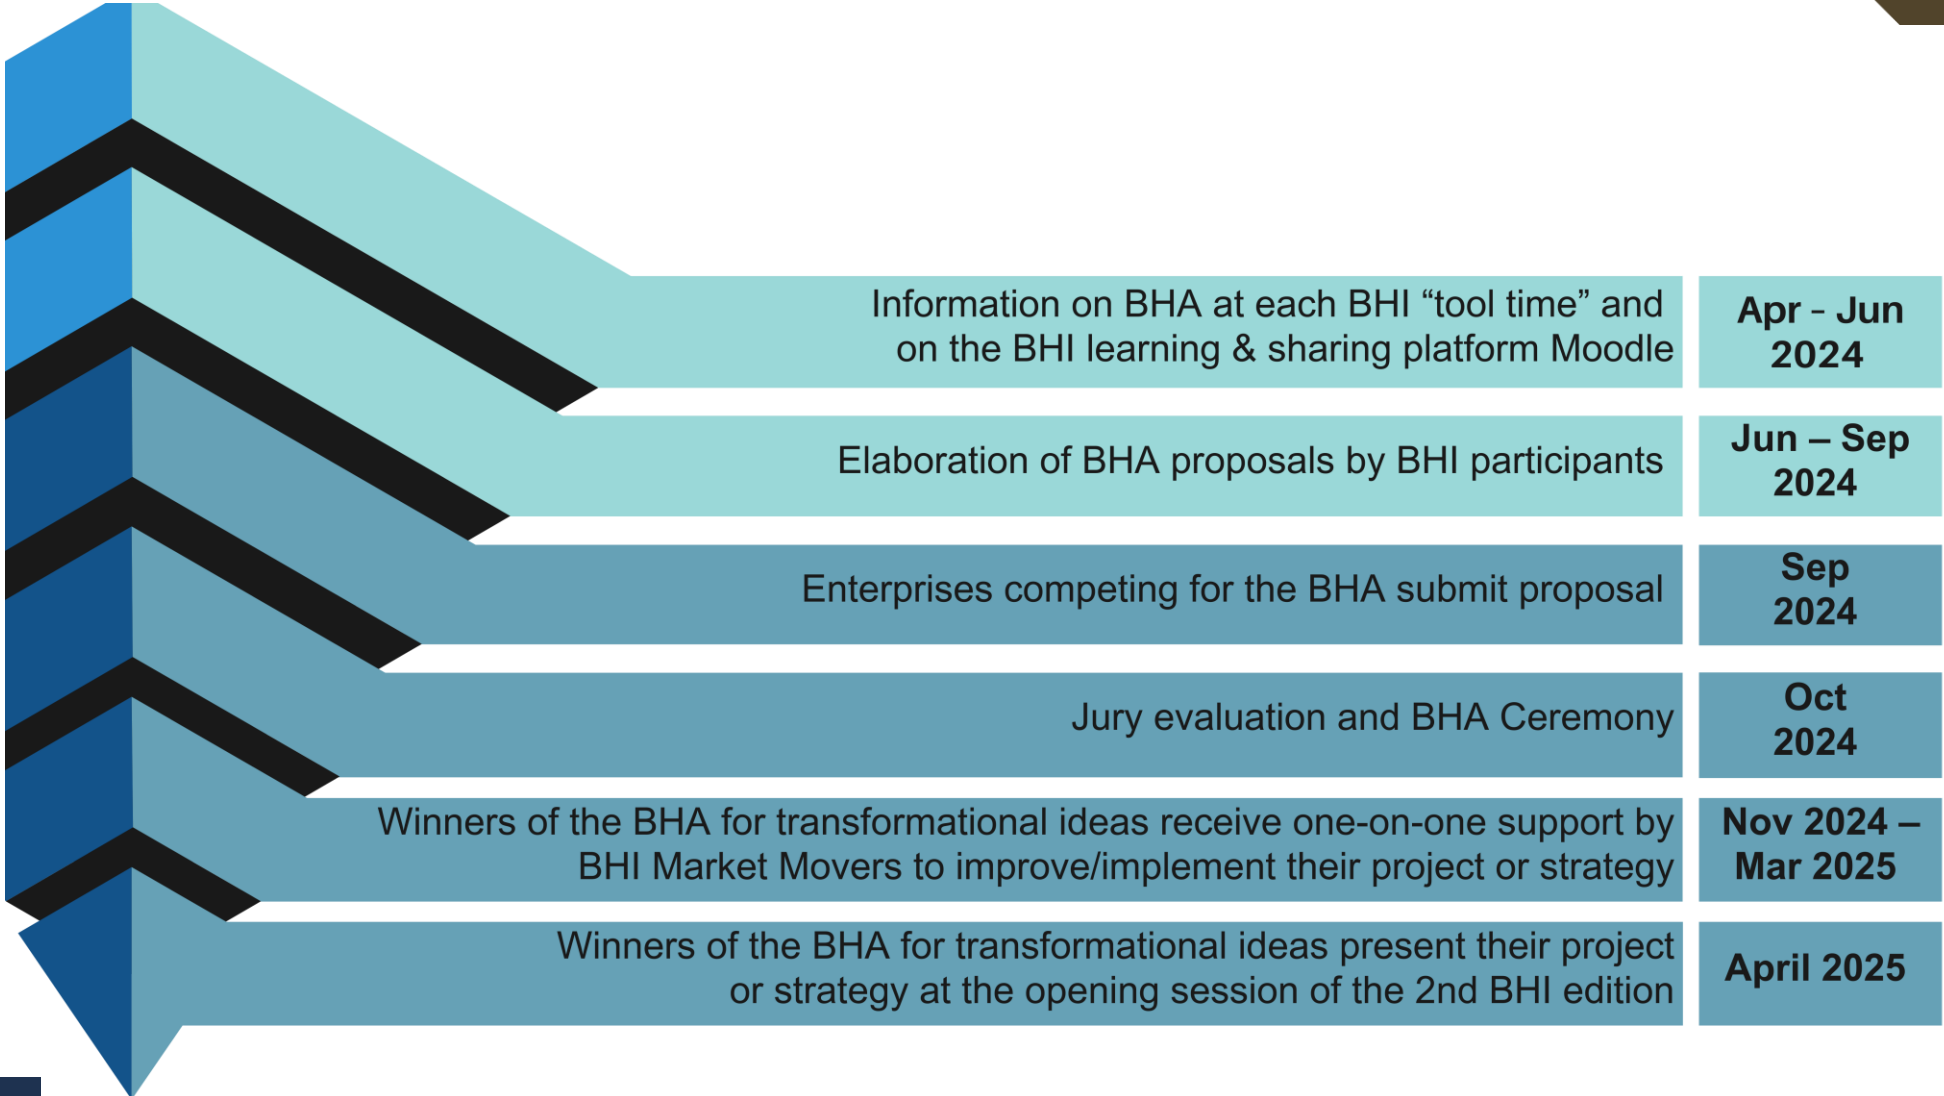 Information on BHA at each BHI “tool time” and
on the BHI learning & sharing platform Moodle
Apr - Jun
2024
Elaboration of BHA proposals by BHI participants
Jun – Sep
2024
Enterprises competing for the BHA submit proposal
Sep
2024
Jury evaluation and BHA Ceremony
Oct
2024
Winners of the BHA for transformational ideas receive one-on-one support by
BHI Market Movers to improve/implement their project or strategy
Nov 2024 –
Mar 2025
Winners of the BHA for transformational ideas present their project
or strategy at the opening session of the 2nd BHI edition
April 2025